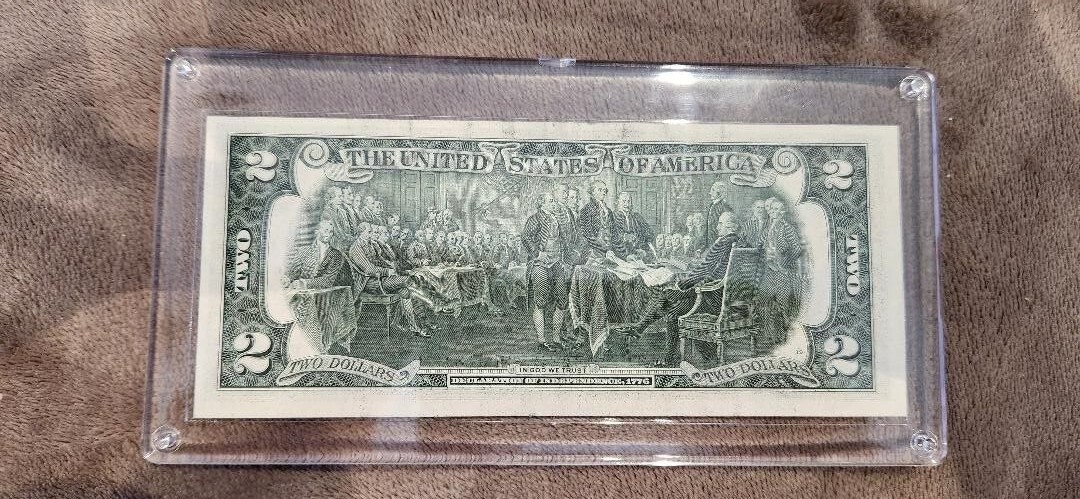 2 THE UNITED STATES OF AMERICA 2
TWO
TWO
2 TWO DOLLARS
IN GOD WE TRUST
TWO DOLLARS 2
DECLARATION OF INDEPENDENCE, 1776